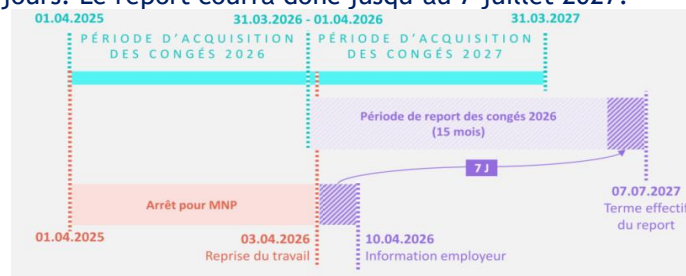 jours. Le report courra donc jusqu'au 7 juillet 2027.
01.04.2025
31.03.2026 - 01.04.2026
31.03.2027
PÉRIODE D'ACQUISITION DES CONGÉS 2026
PÉRIODE D'ACQUISITION DES CONGÉS 2027
Période de report des congés 2026
(15 mois)
7 J
Arrêt pour MNP
07.07.2027
Terme effectif
du report
01.04.2025
03.04.2026
Reprise du travail
10.04.2026
Information employeur